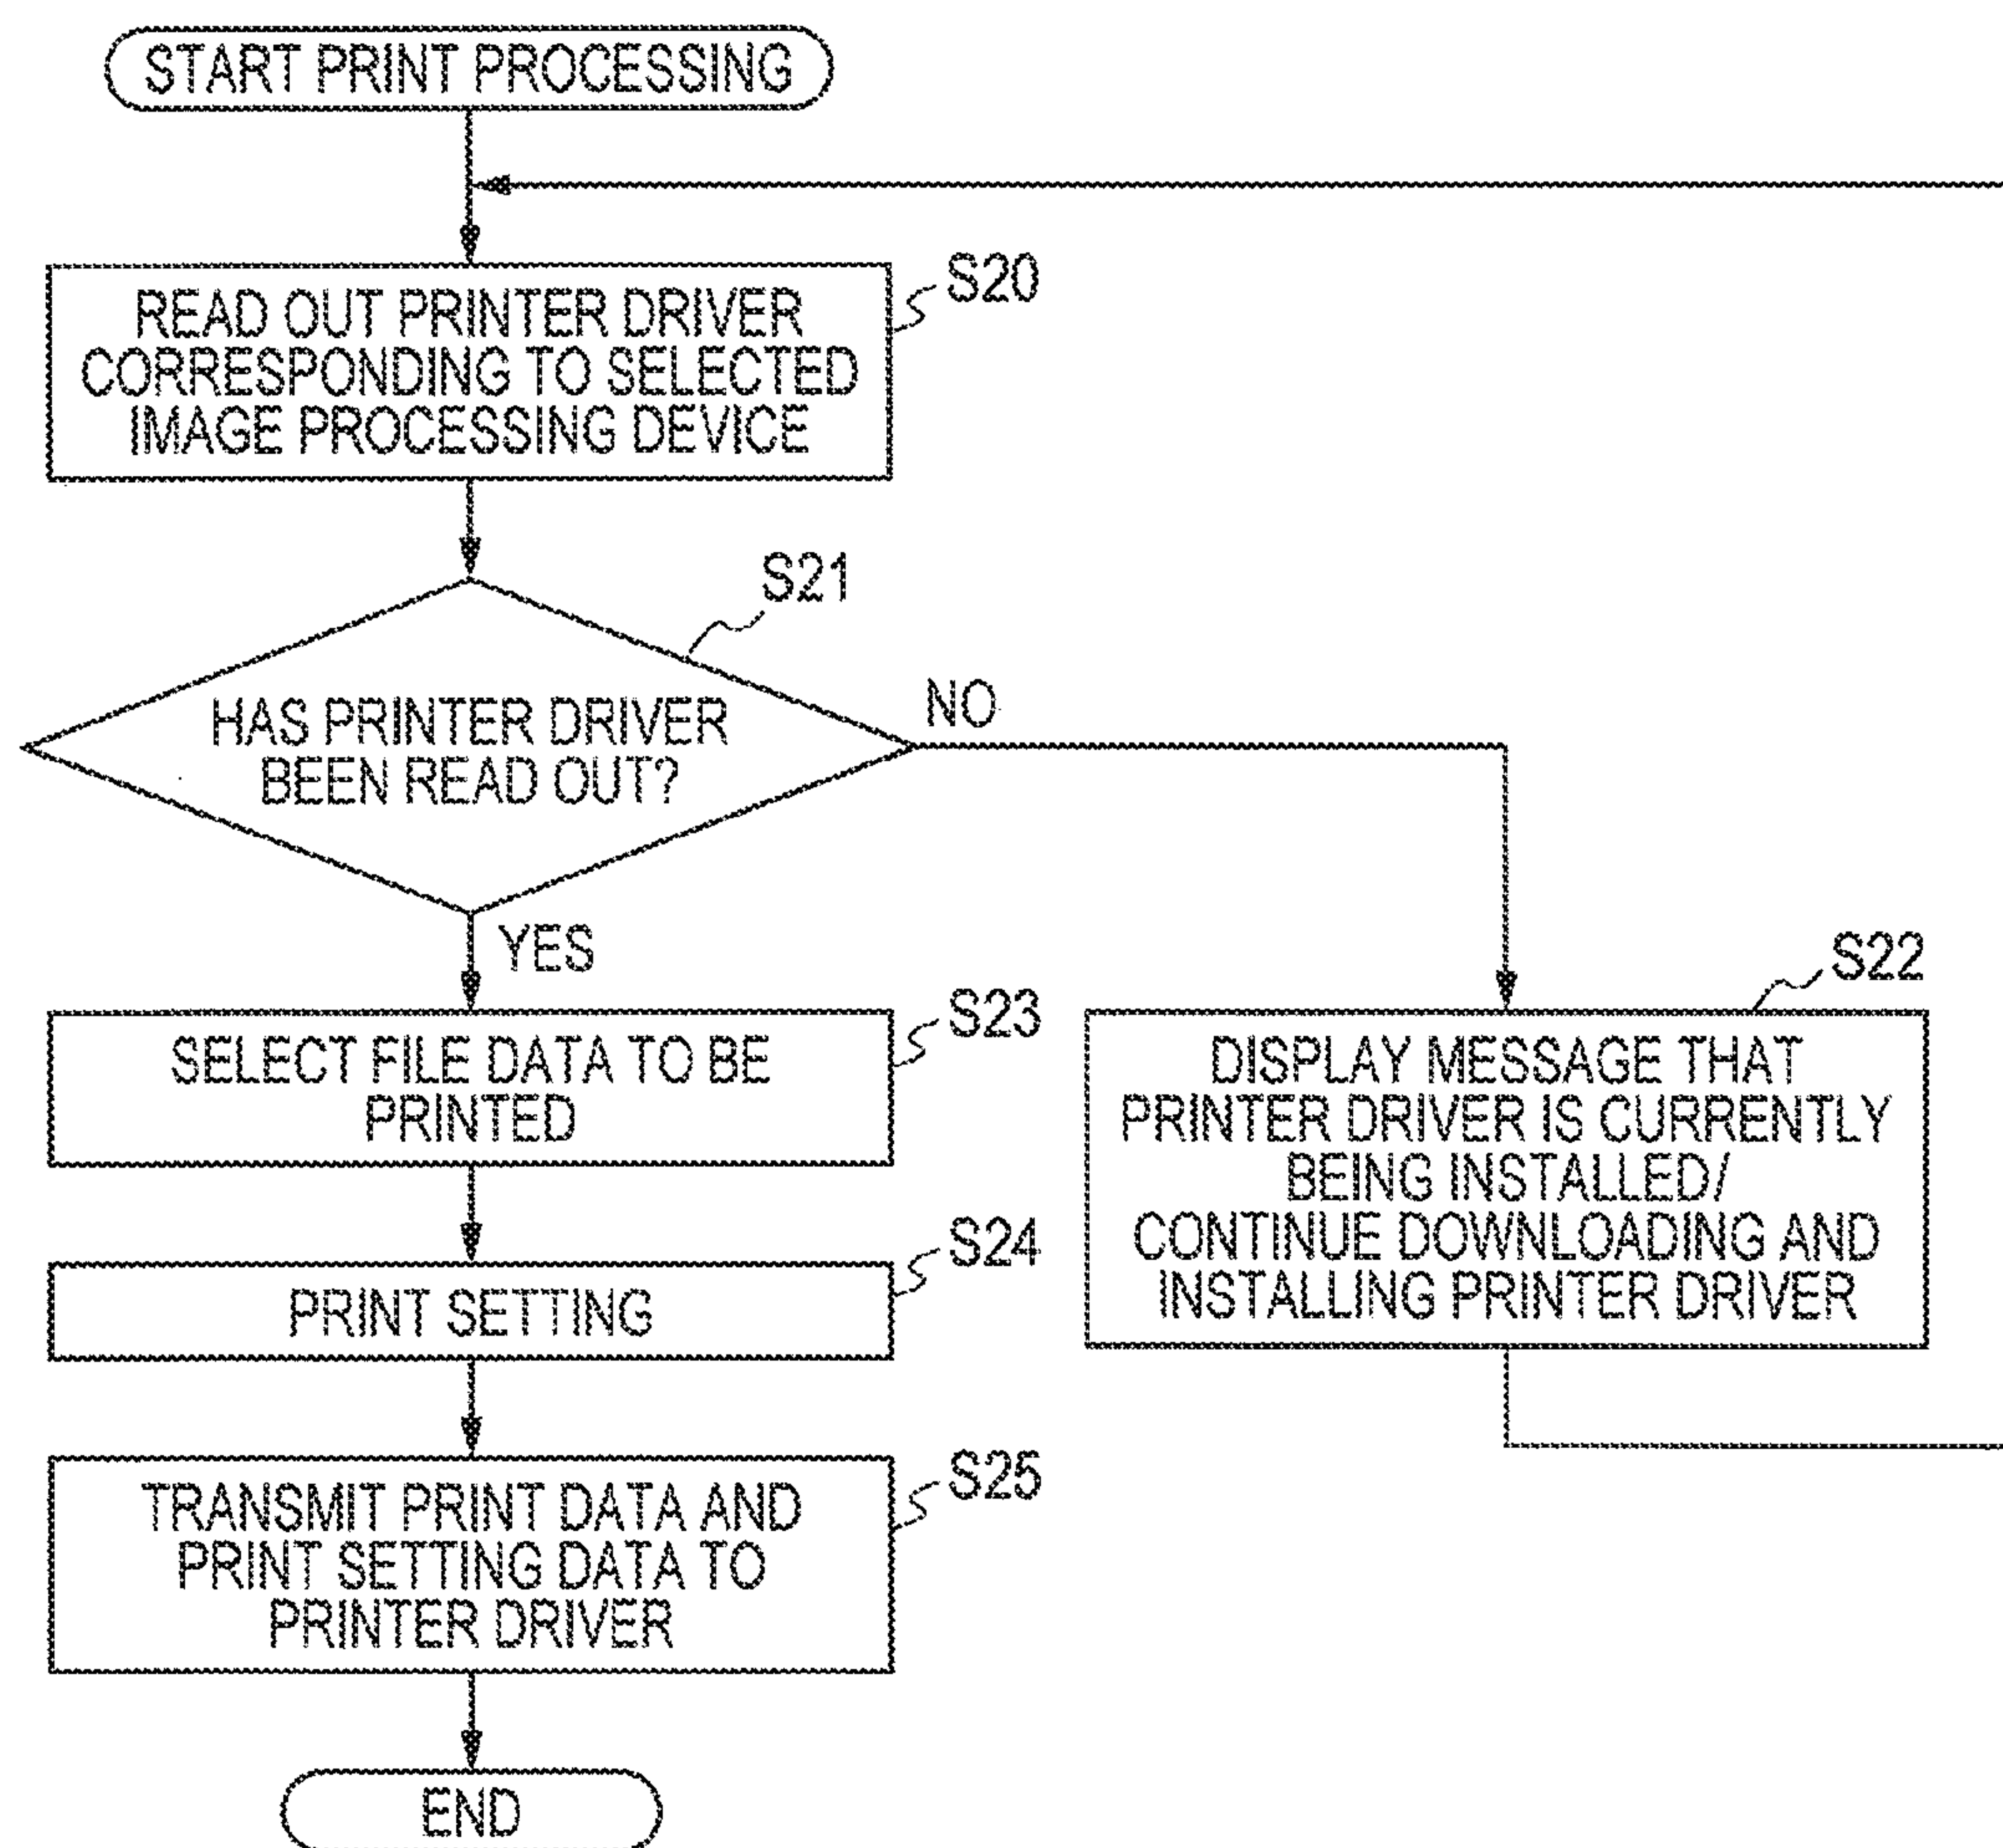 START PRINT PROCESSING
S20
READ OUT PRINTER DRIVER
CORRESPONDING TO SELECTED
IMAGE PROCESSING DEVICE
S21
HAS PRINTER DRIVER
BEEN READ OUT?
NO
YES
S22
DISPLAY MESSAGE THAT
PRINTER DRIVER IS CURRENTLY
BEING INSTALLED/
CONTINUE DOWNLOADING AND
INSTALLING PRINTER DRIVER
S23
SELECT FILE DATA TO BE
PRINTED
S24
PRINT SETTING
S25
TRANSMIT PRINT DATA AND
PRINT SETTING DATA TO
PRINTER DRIVER
END